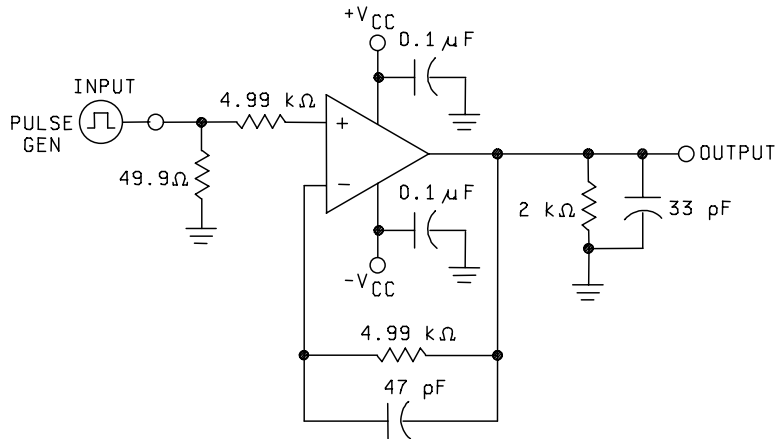 +VCC
0.1 µF
INPUT
4.99 kΩ
PULSE GEN
+
49.9Ω
OUTPUT
−
0.1 µF
2 kΩ
33 pF
−VCC
4.99 kΩ
47 pF